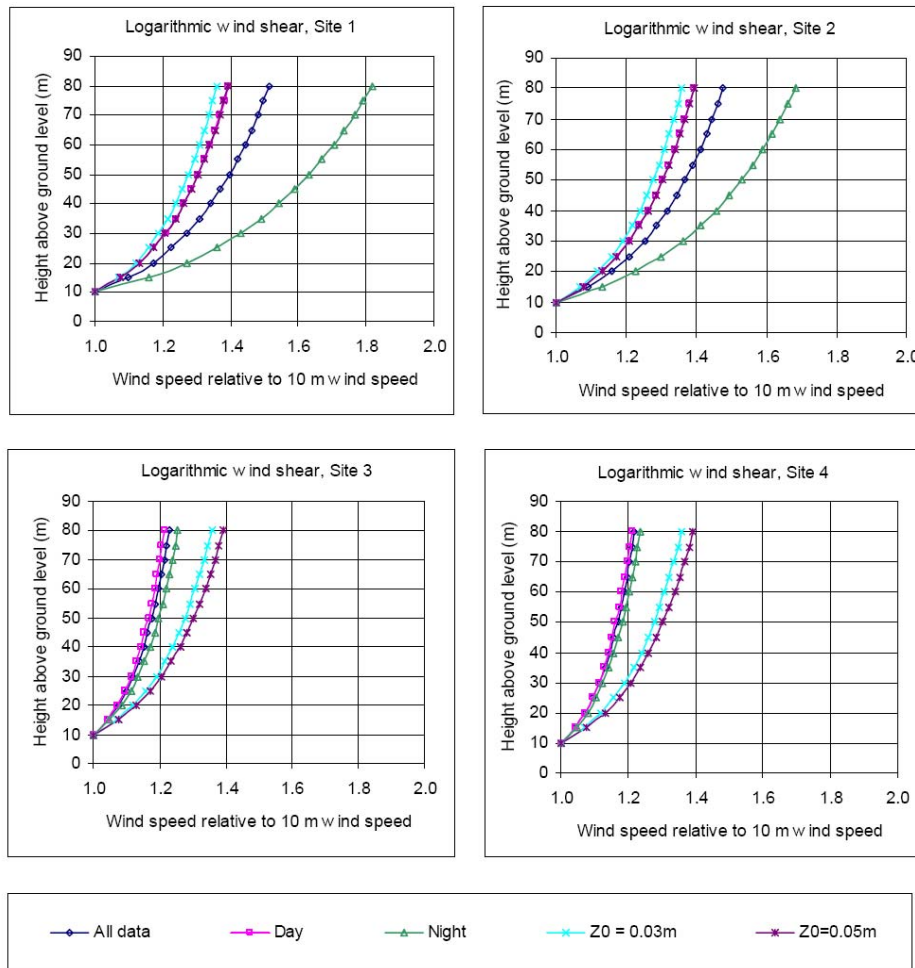 Logarithmic w ind shear, Site 1
Height above ground level (m)
90
80
70
60
50
40
30
20
10
0
1.0 1.2 1.4 1.6 1.8 2.0
Wind speed relative to 10 m w ind speed
Logarithmic w ind shear, Site 2
Height above ground level (m)
90
80
70
60
50
40
30
20
10
0
1.0 1.2 1.4 1.6 1.8 2.0
Wind speed relative to 10 m w ind speed
Logarithmic w ind shear, Site 3
Height above ground level (m)
90
80
70
60
50
40
30
20
10
0
1.0 1.2 1.4 1.6 1.8 2.0
Wind speed relative to 10 m w ind speed
Logarithmic w ind shear, Site 4
Height above ground level (m)
90
80
70
60
50
40
30
20
10
0
1.0 1.2 1.4 1.6 1.8 2.0
Wind speed relative to 10 m w ind speed
All data Day Night Z0 = 0.03m Z0=0.05m